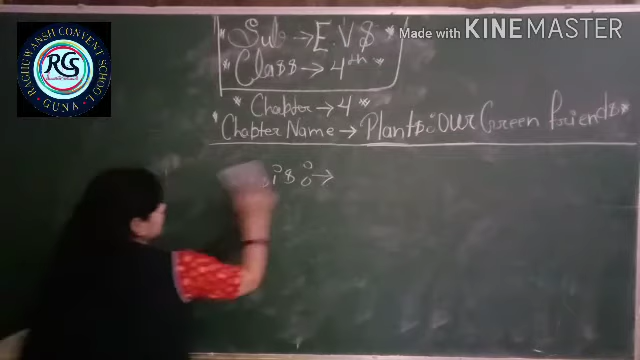 Made with KINEMASTER
RAGHUWANSH CONVENT SCHOOL
RCS
GUNA
* Sub → E.V.S *
* Class → 4th *
* Chapter → 4 *
* Chapter Name → Plants: our Green friends *